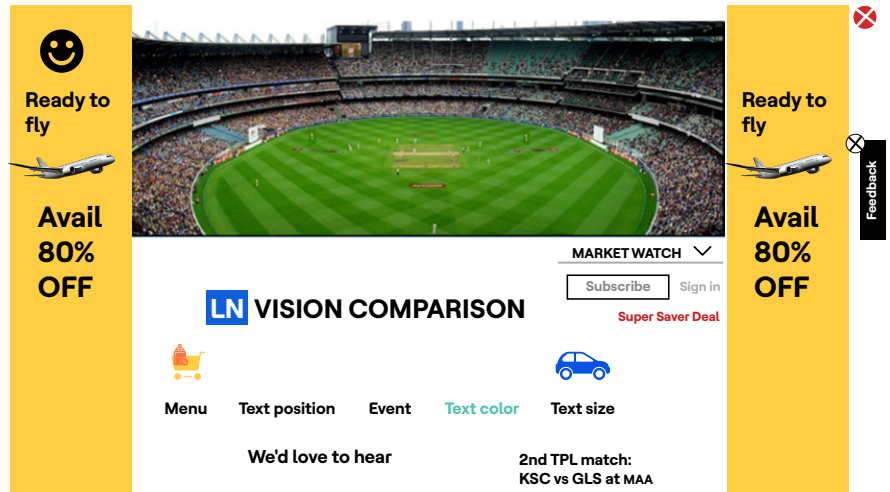 Ready to
fly
Avail
80%
OFF
MARKET WATCH
Subscribe
Sign in
Super Saver Deal
LN VISION COMPARISON
Menu
Text position
Event
Text color
Text size
We'd love to hear
2nd TPL match:
KSC vs GLS at MAA
Ready to
fly
Avail
80%
OFF
Feedback